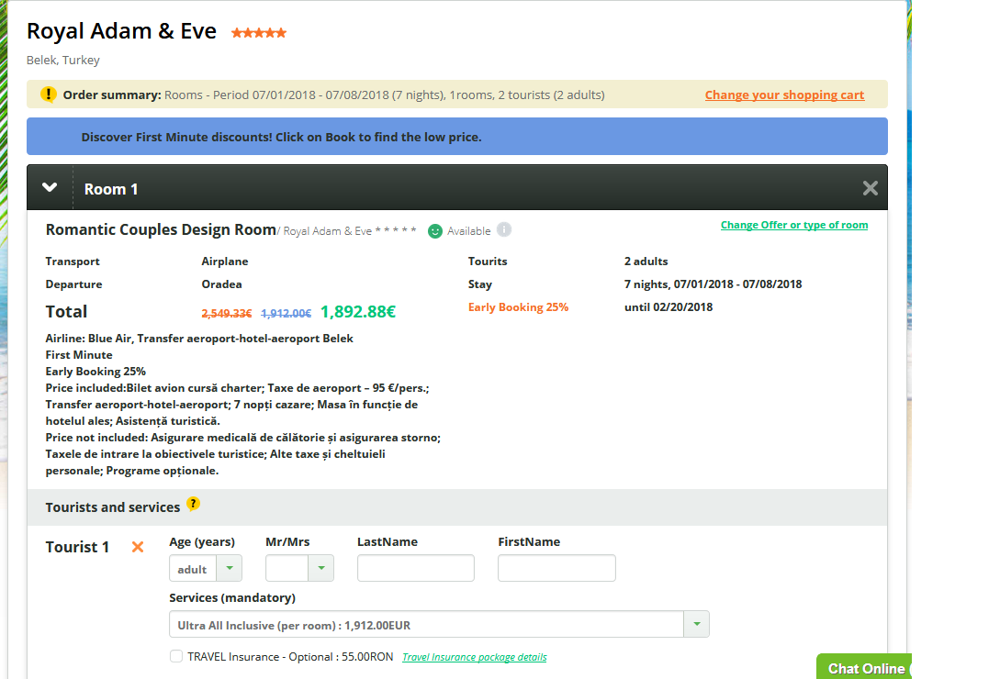 Royal Adam & Eve
Belek, Turkey
! Order summary: Rooms - Period 07/01/2018 - 07/08/2018 (7 nights), 1rooms, 2 tourists (2 adults) Change your shopping cart
Discover First Minute discounts! Click on Book to find the low price.
Room 1
Romantic Couples Design Room/ Royal Adam & Eve * * * * * Available i Change Offer or type of room
Transport Airplane Tourits 2 adults
Departure Oradea Stay 7 nights, 07/01/2018 - 07/08/2018
Total 2,549.33€ 1,912.00€ 1,892.88€ Early Booking 25% until 02/20/2018
Airline: Blue Air, Transfer aeroport-hotel-aeroport Belek
First Minute
Early Booking 25%
Price included:Bilet avion cursă charter; Taxe de aeroport – 95 €/pers.;
Transfer aeroport-hotel-aeroport; 7 nopți cazare; Masa în funcție de
hotelul ales; Asistență turistică.
Price not included: Asigurare medicală de călătorie și asigurarea storno;
Taxele de intrare la obiectivele turistice; Alte taxe și cheltuieli
personale; Programe opționale.
Tourists and services ?
Tourist 1 Age (years) Mr/Mrs LastName FirstName
adult
Services (mandatory)
Ultra All Inclusive (per room) : 1,912.00EUR
TRAVEL Insurance - Optional : 55.00RON Travel Insurance package details
Chat Online